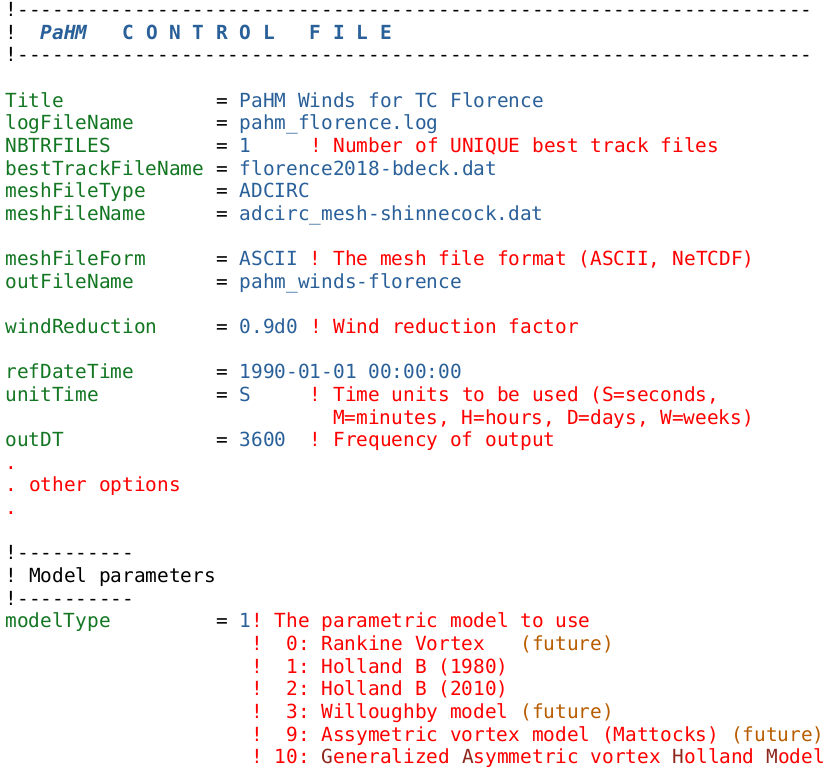 !--------------------------------------------------------------------
!  PaHM   C O N T R O L   F I L E
!--------------------------------------------------------------------

Title             = PaHM Winds for TC Florence
logFileName       = pahm_florence.log
NBTRFILES         = 1     ! Number of UNIQUE best track files
bestTrackFileName = florence2018-bdeck.dat
meshFileType      = ADCIRC
meshFileName      = adcirc_mesh-shinnecock.dat

meshFileForm      = ASCII ! The mesh file format (ASCII, NeTCDF)
outFileName       = pahm_winds-florence

windReduction     = 0.9d0 ! Wind reduction factor

refDateTime       = 1990-01-01 00:00:00
unitTime          = S     ! Time units to be used (S=seconds,
                            M=minutes, H=hours, D=days, W=weeks)
outDT             = 3600  ! Frequency of output
.
. other options
.

!----------
! Model parameters
!----------
modelType         = 1! The parametric model to use
                     !  0: Rankine Vortex   (future)
                     !  1: Holland B (1980)
                     !  2: Holland B (2010)
                     !  3: Willoughby model (future)
                     !  9: Assymetric vortex model (Mattocks) (future)
                     ! 10: Generalized Asymmetric vortex Holland Model